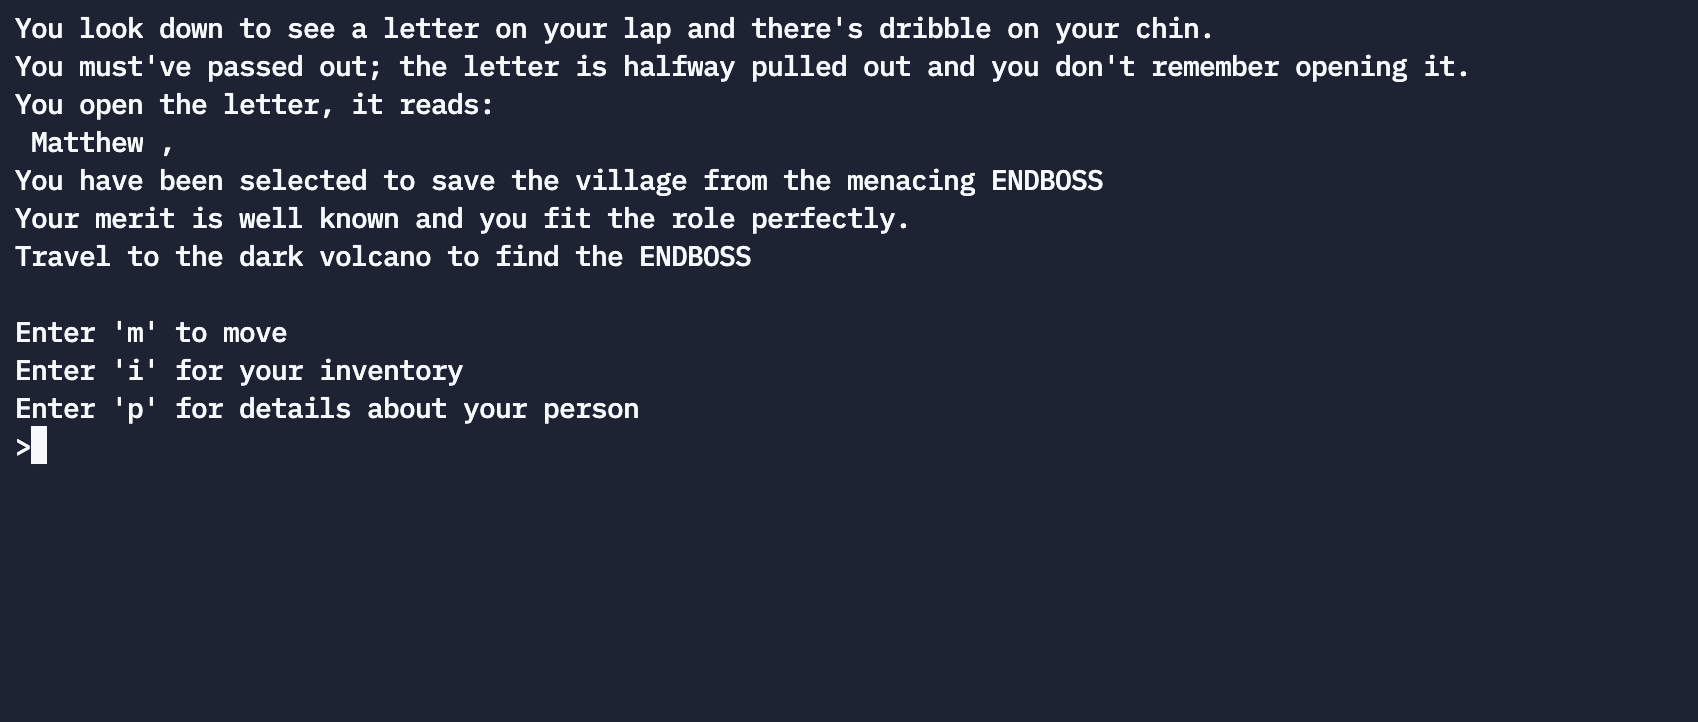 You look down to see a letter on your lap and there's dribble on your chin.
You must've passed out; the letter is halfway pulled out and you don't remember opening it.
You open the letter, it reads:
 Matthew ,
You have been selected to save the village from the menacing ENDBOSS
Your merit is well known and you fit the role perfectly.
Travel to the dark volcano to find the ENDBOSS

Enter 'm' to move
Enter 'i' for your inventory
Enter 'p' for details about your person
>